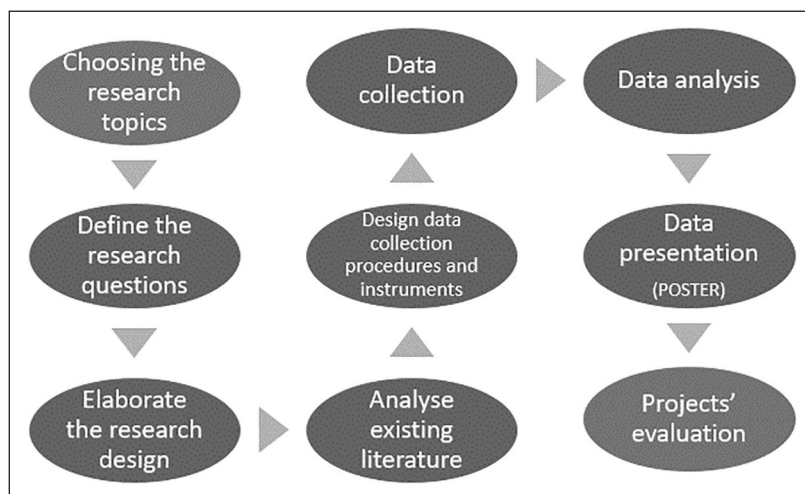 Choosing the
research
topics
Define the
research
questions
Elaborate
the research
design
Analyse
existing
literature
Design data
collection
procedures and
instruments
Data
collection
Data analysis
Data
presentation
(POSTER)
Projects'
evaluation